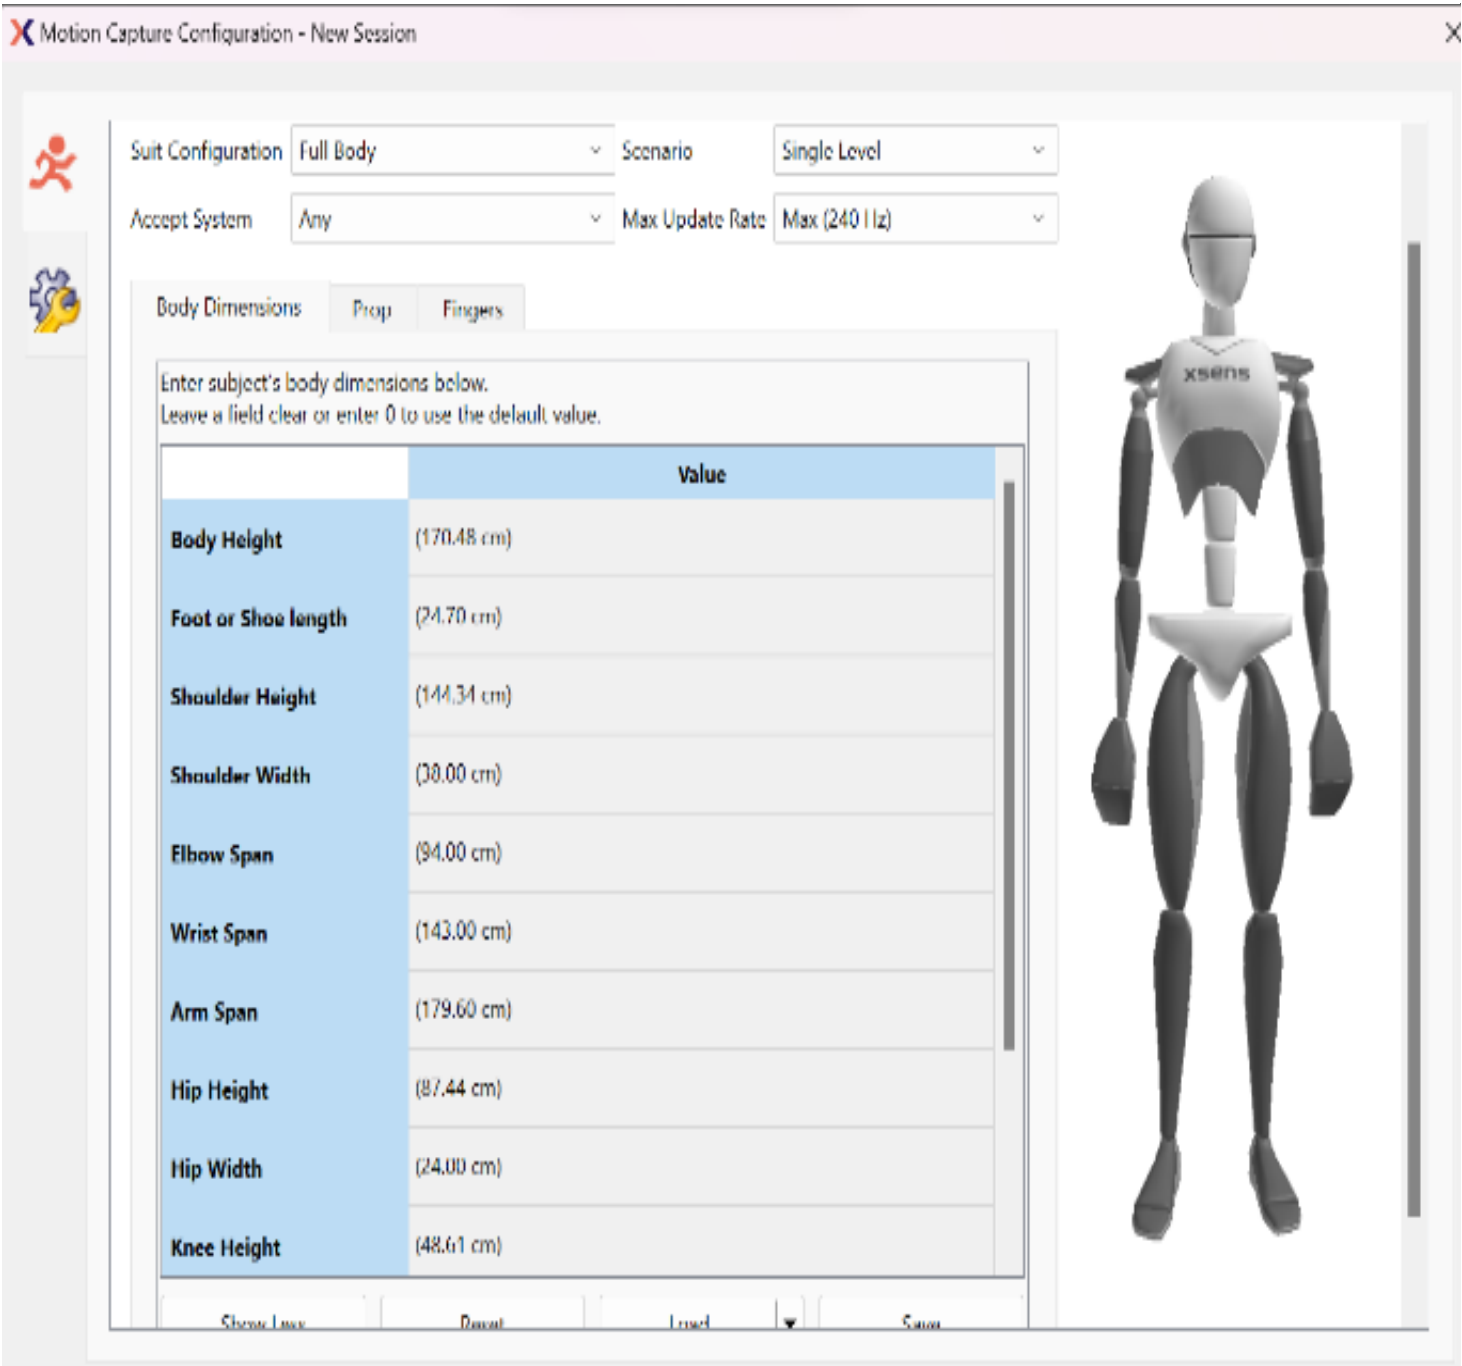 Motion Capture Configuration - New Session
Suit Configuration Full Body Scenario Single Level
Accept System Any Max Update Rate Max (240 Hz)
Body Dimensions Prop Fingers
Enter subject's body dimensions below.
Leave a field clear or enter 0 to use the default value.
Value
Body Height (170.48 cm)
Foot or Shoe length (24.70 cm)
Shoulder Height (144.34 cm)
Shoulder Width (38.00 cm)
Elbow Span (94.00 cm)
Wrist Span (143.00 cm)
Arm Span (179.60 cm)
Hip Height (87.44 cm)
Hip Width (24.00 cm)
Knee Height (48.61 cm)
Show Less Reset Load Save
xsens